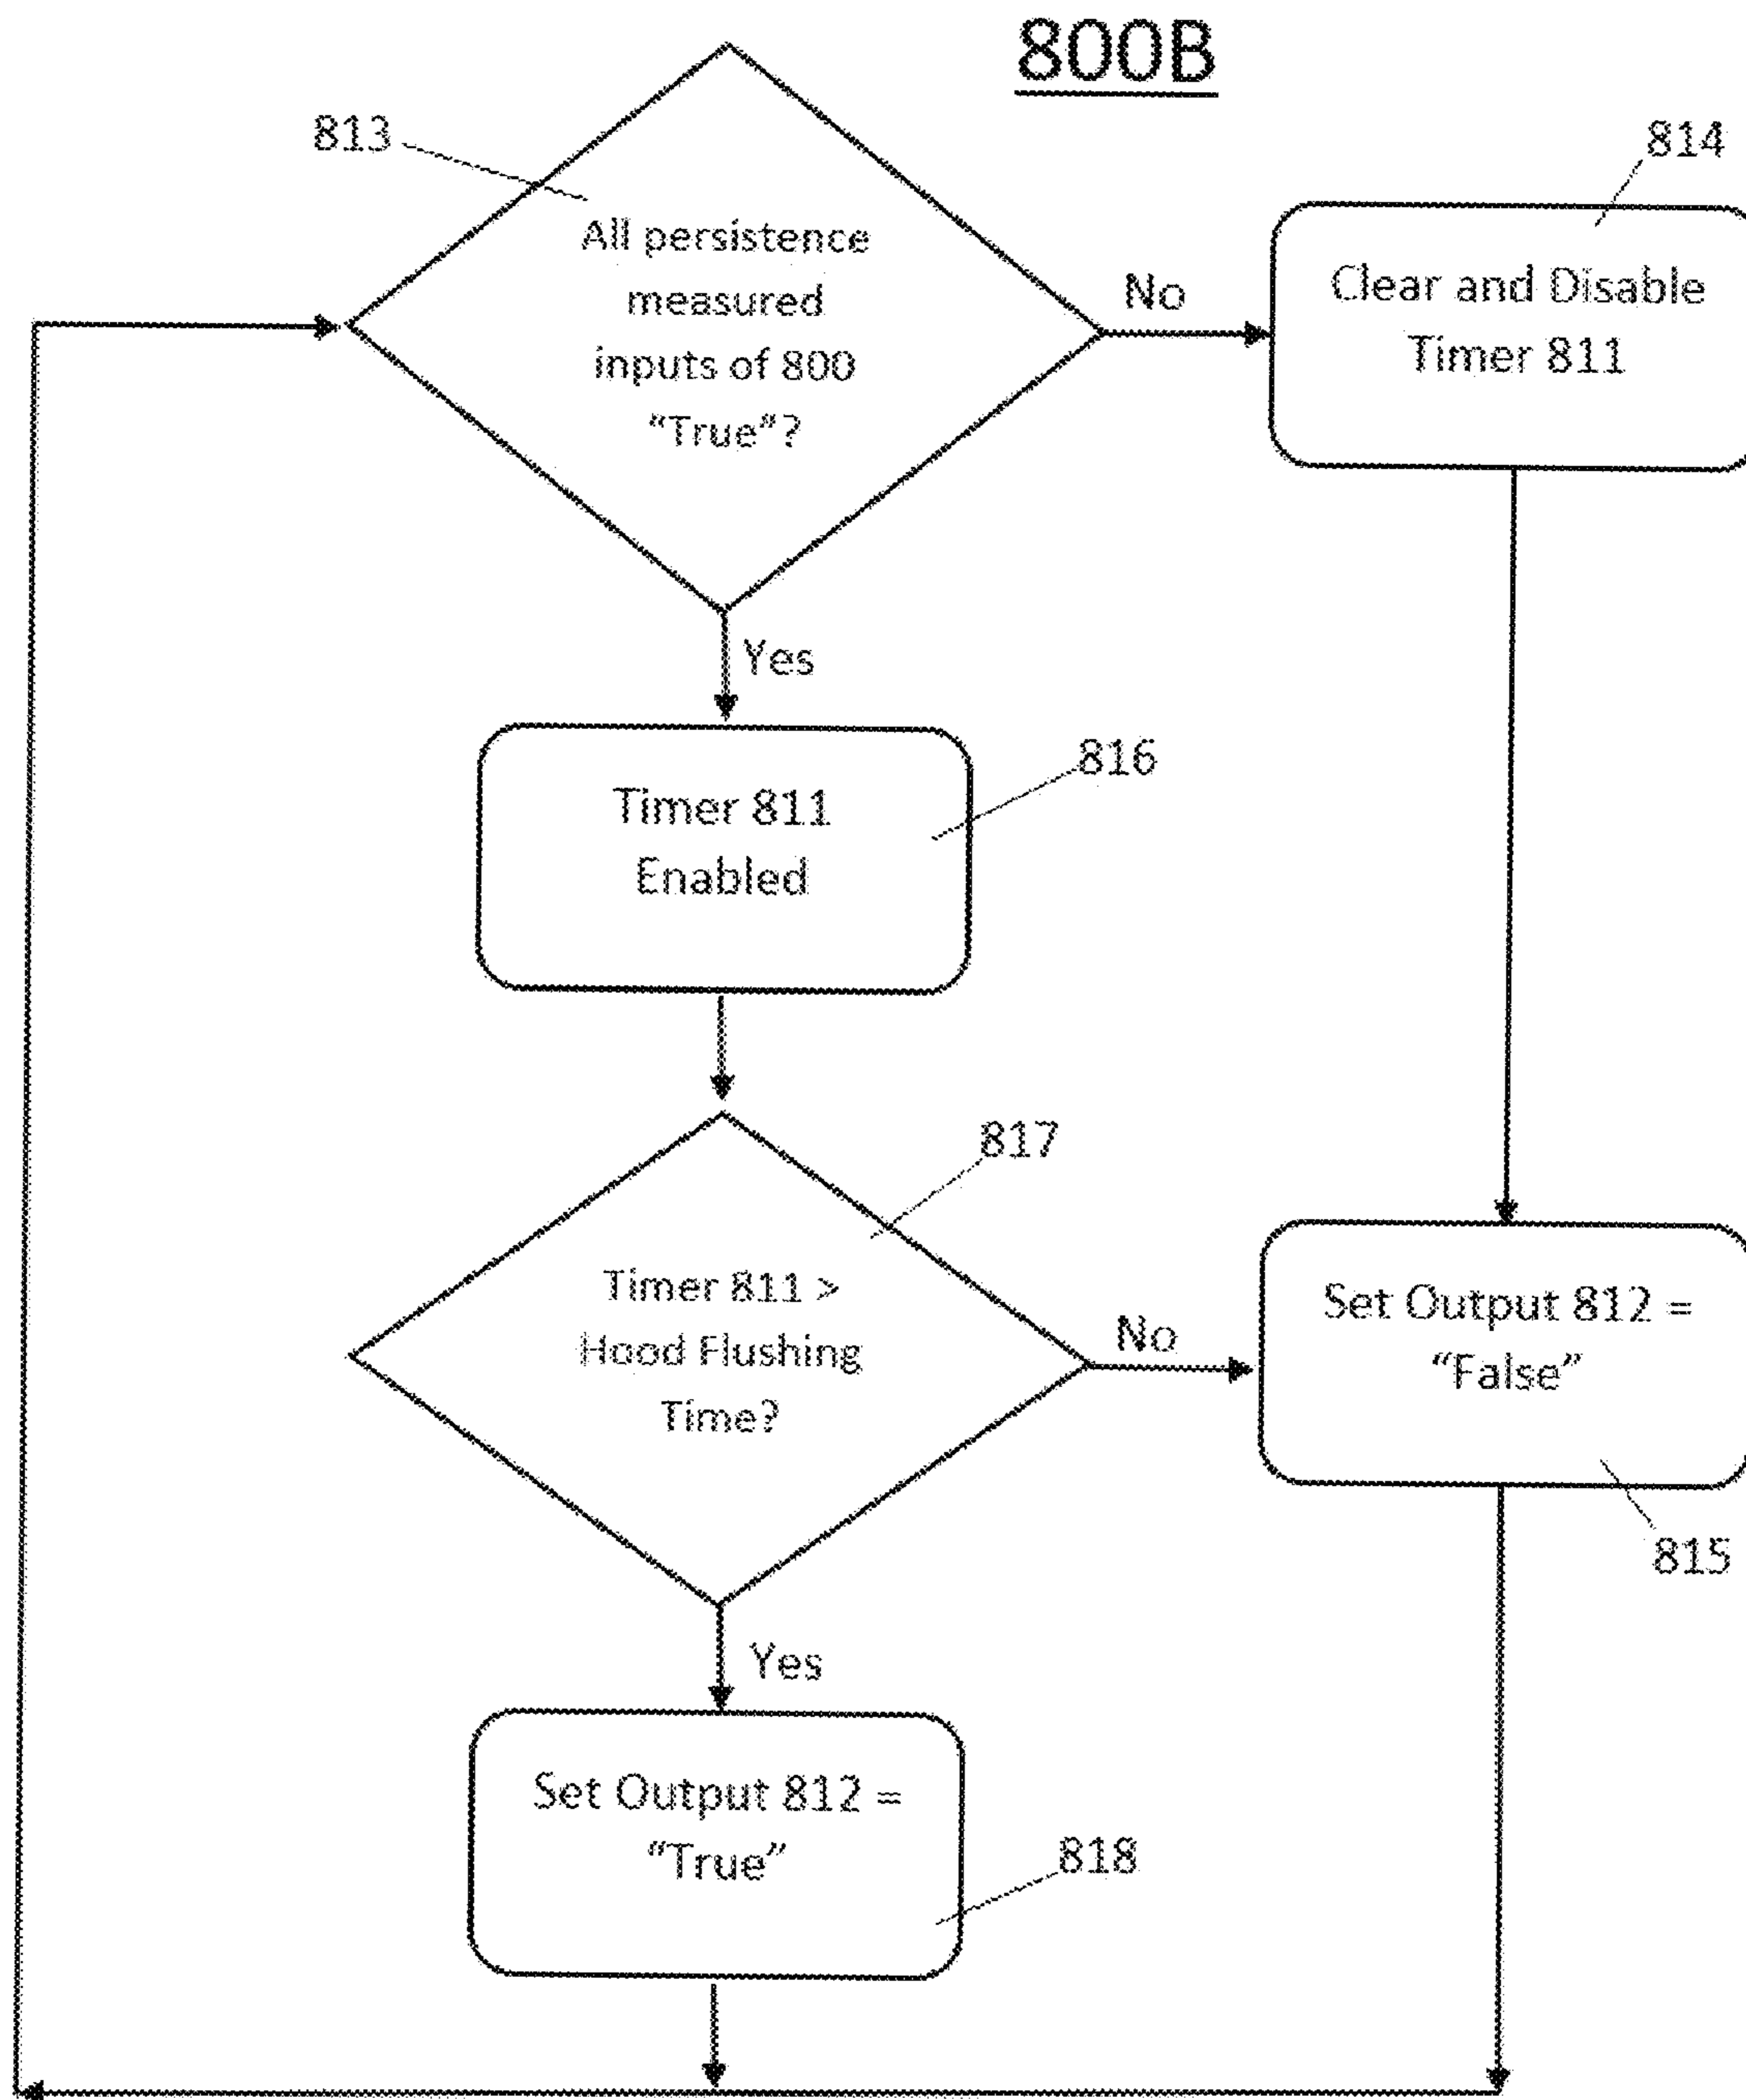 800B
813
814
All persistence
measured
inputs of 800
“True”?
No
Clear and Disable
Timer 811
Yes
816
Timer 811
Enabled
817
Timer 811 >
Hood Flushing
Time?
No
Set Output 812 =
“False”
815
Yes
Set Output 812 =
“True”
818